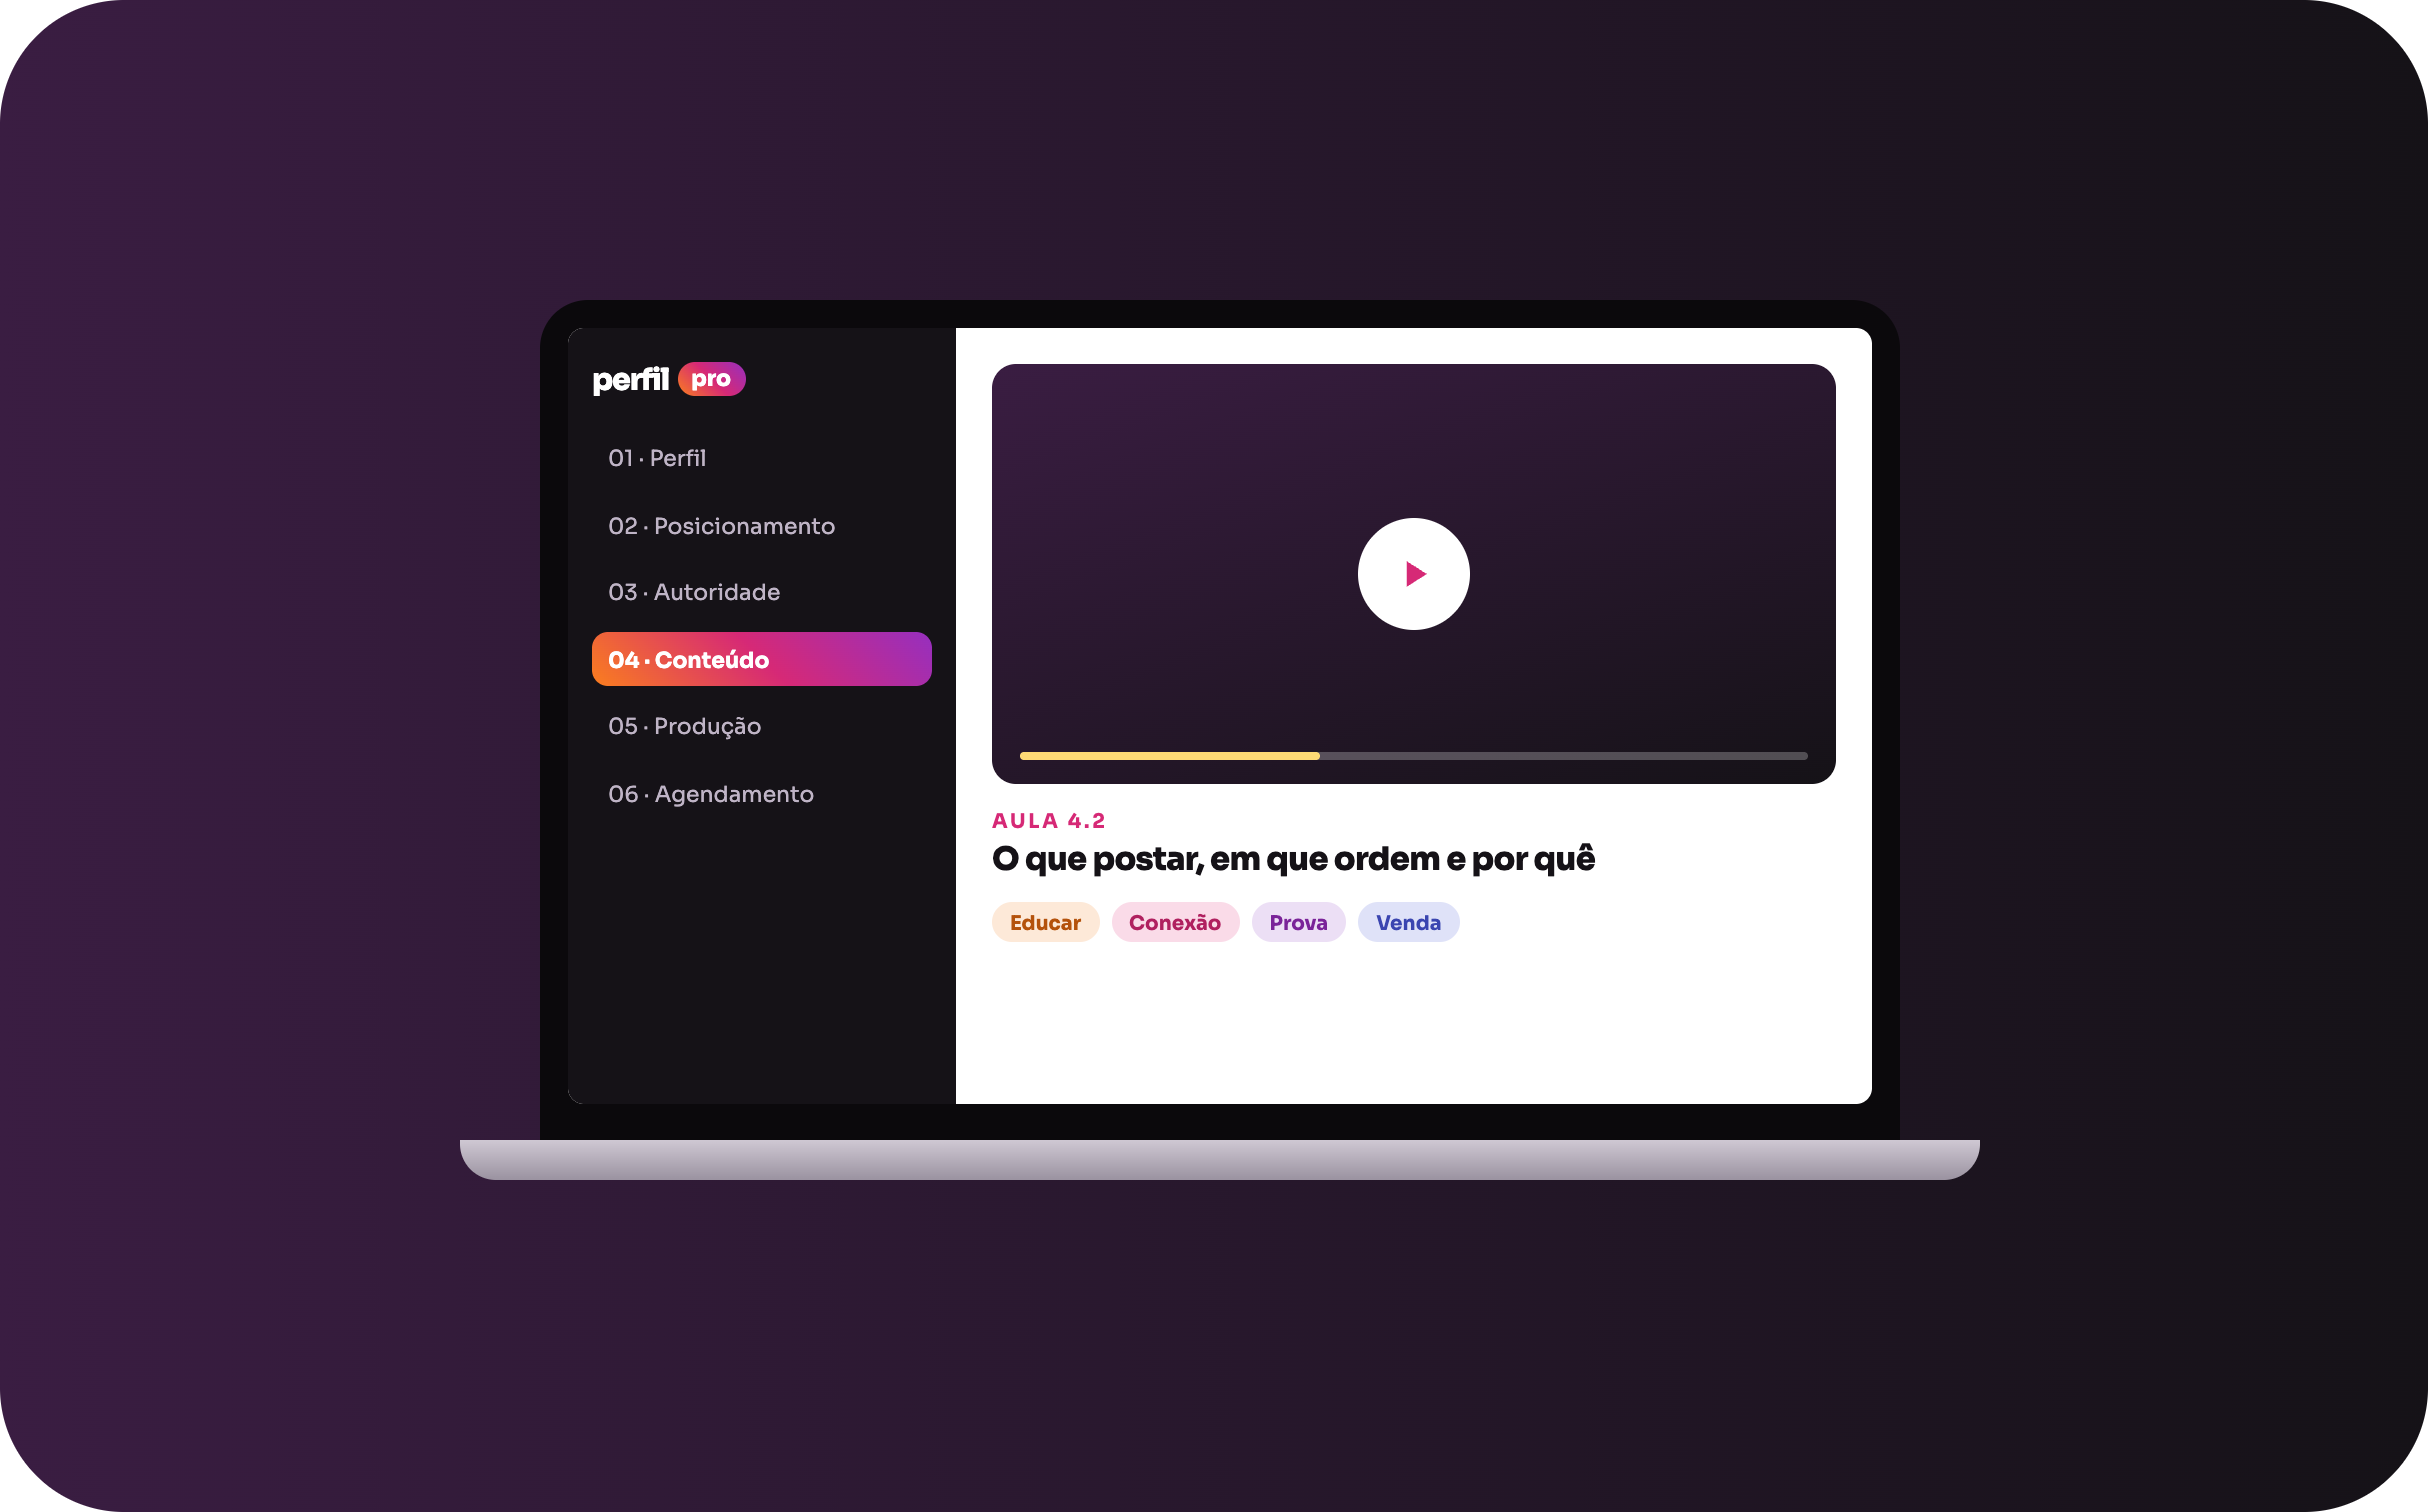 perfil pro
01 · Perfil
02 · Posicionamento
03 · Autoridade
04 · Conteúdo
05 · Produção
06 · Agendamento
AULA 4.2
O que postar, em que ordem e por quê
Educar Conexão Prova Venda